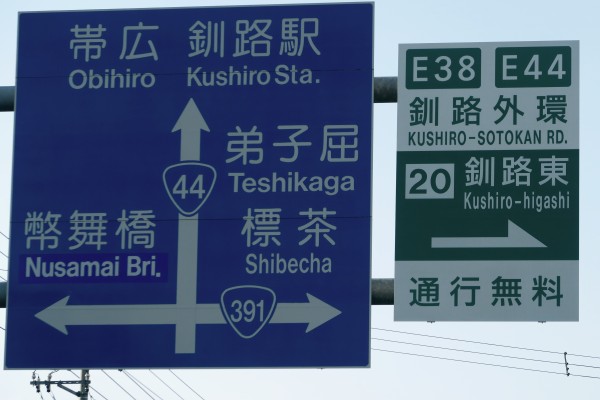 帯広 釧路駅
Obihiro Kushiro Sta.
弟子屈
Teshikaga
44
幣舞橋
Nusamai Bri.
標茶
Shibecha
391
E38 E44
釧路外環
KUSHIRO-SOTOKAN RD.
20 釧路東
Kushiro-higashi
通行無料